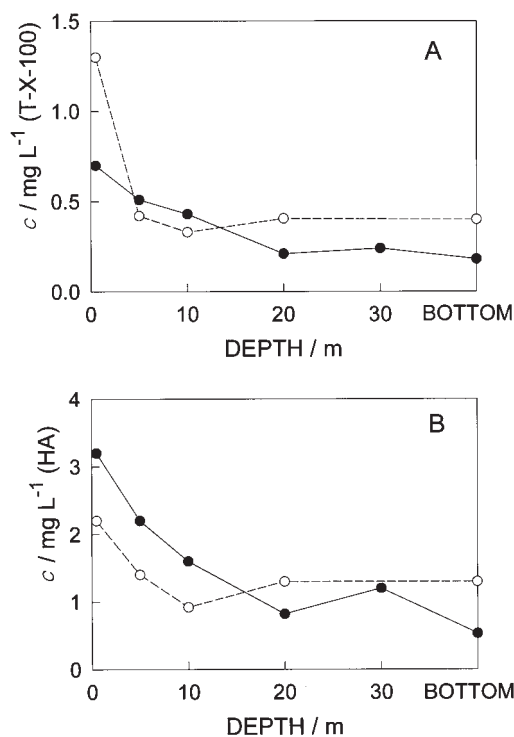 A
1.5
1.0
0.5
0.0
c / mg L⁻¹ (T-X-100)
0 10 20 30 BOTTOM
DEPTH / m
B
4
3
2
1
0
c / mg L⁻¹ (HA)
0 10 20 30 BOTTOM
DEPTH / m